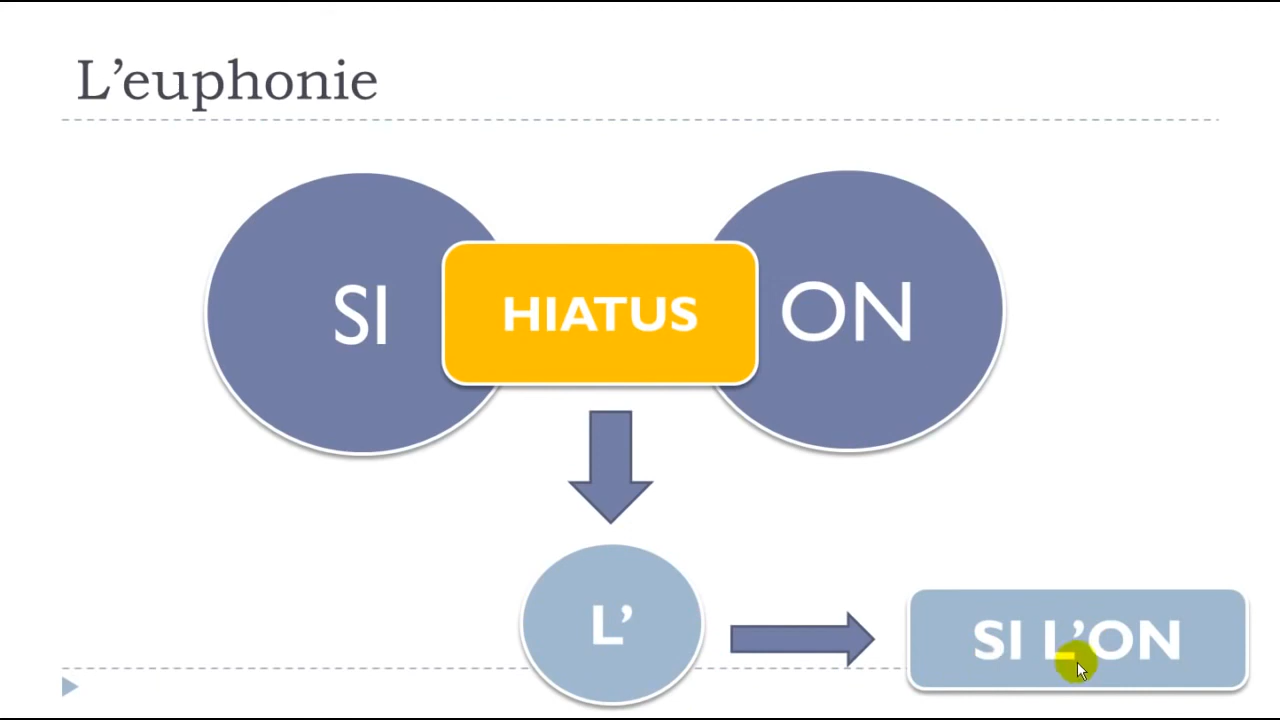 L’euphonie
SI
HIATUS
ON
L’
SI L’ON